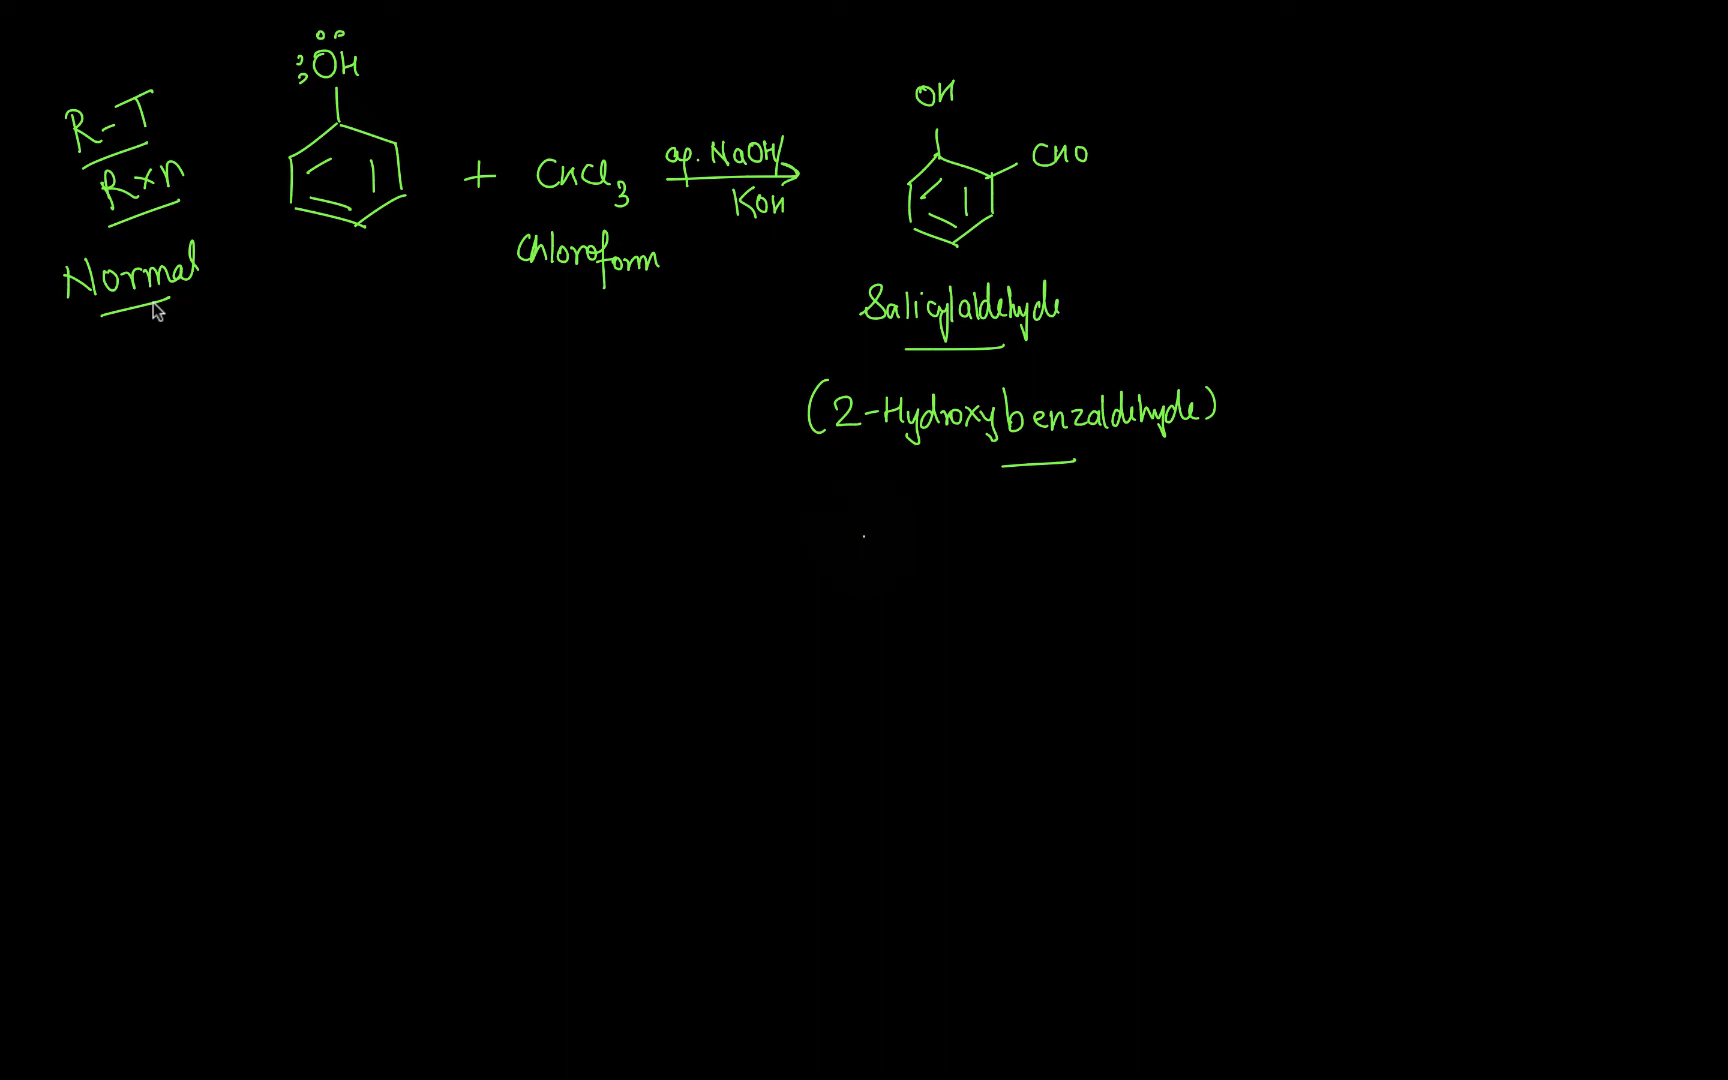 R-T
Rxn
Normal
:ÖH
+ CHCl3
Chloroform
aq. NaOH/
KOH
OH
CHO
Salicylaldehyde
(2-Hydroxybenzaldehyde)